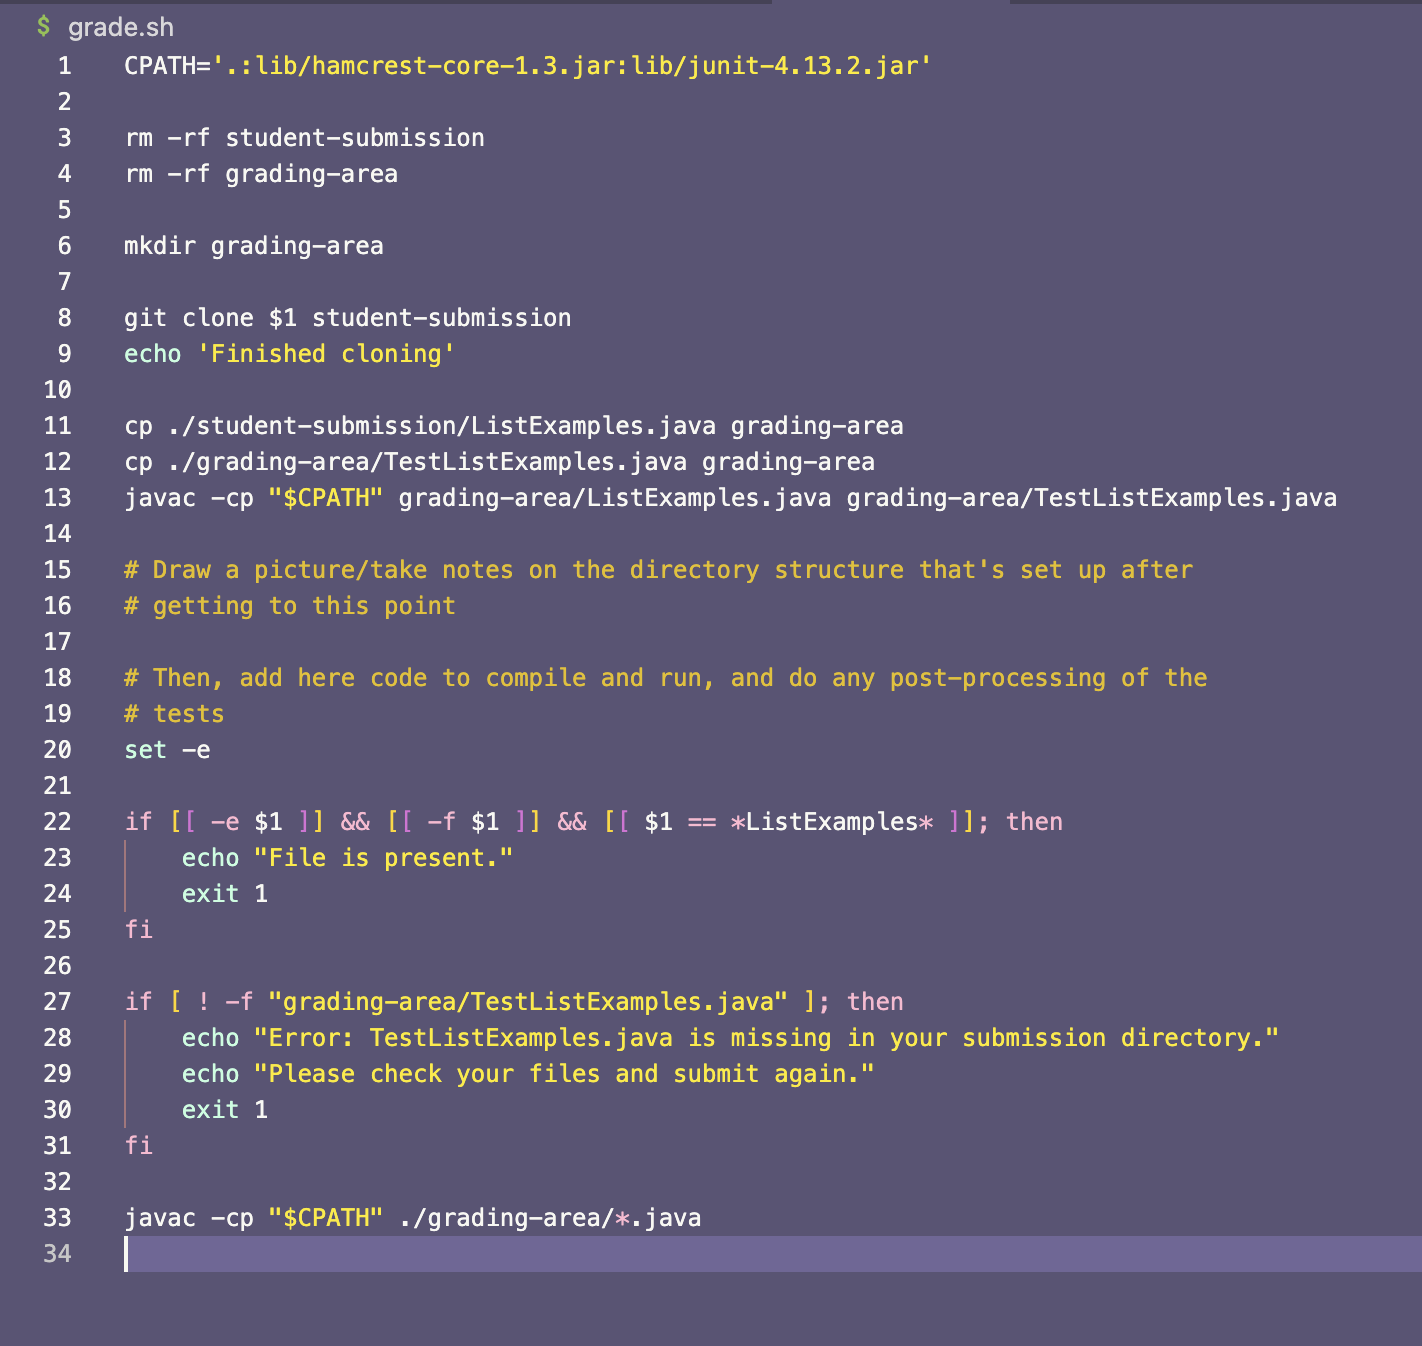 $ grade.sh
1 CPATH='.:lib/hamcrest-core-1.3.jar:lib/junit-4.13.2.jar'
2
3 rm -rf student-submission
4 rm -rf grading-area
5
6 mkdir grading-area
7
8 git clone $1 student-submission
9 echo 'Finished cloning'
10
11 cp ./student-submission/ListExamples.java grading-area
12 cp ./grading-area/TestListExamples.java grading-area
13 javac -cp "$CPATH" grading-area/ListExamples.java grading-area/TestListExamples.java
14
15 # Draw a picture/take notes on the directory structure that's set up after
16 # getting to this point
17
18 # Then, add here code to compile and run, and do any post-processing of the
19 # tests
20 set -e
21
22 if [[ -e $1 ]] && [[ -f $1 ]] && [[ $1 == *ListExamples* ]]; then
23     echo "File is present."
24     exit 1
25 fi
26
27 if [ ! -f "grading-area/TestListExamples.java" ]; then
28     echo "Error: TestListExamples.java is missing in your submission directory."
29     echo "Please check your files and submit again."
30     exit 1
31 fi
32
33 javac -cp "$CPATH" ./grading-area/*.java
34